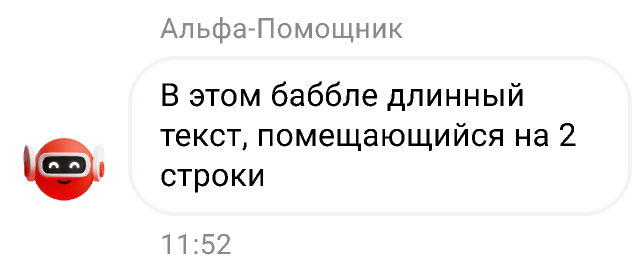 Альфа-Помощник
В этом баббле длинный
текст, помещающийся на 2
строки
11:52